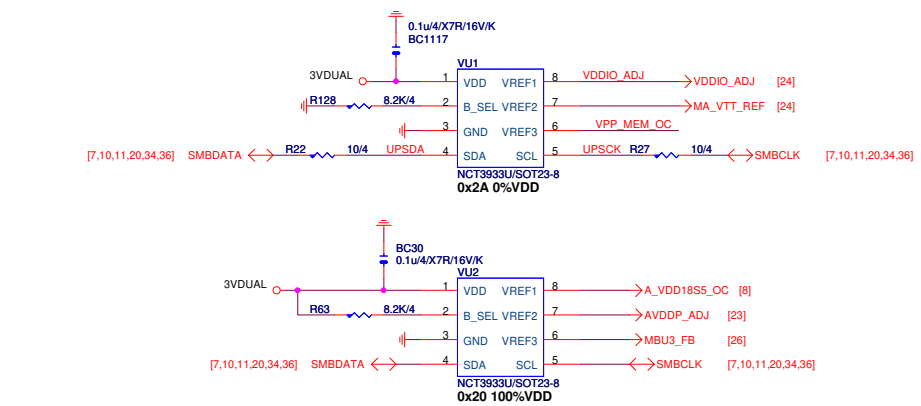 0.1u/4/X7R/16V/K
BC1117
VU1
3VDUAL
1 VDD VREF1 8 VDDIO_ADJ VDDIO_ADJ [24]
R128 8.2K/4 2 B_SEL VREF2 7 MA_VTT_REF [24]
3 GND VREF3 6 VPP_MEM_OC
[7,10,11,20,34,36] SMBDATA R22 10/4 UPSDA 4 SDA SCL 5 UPSCK R27 10/4 SMBCLK [7,10,11,20,34,36]
NCT3933U/SOT23-8
0x2A 0%VDD
BC30
0.1u/4/X7R/16V/K
VU2
3VDUAL
1 VDD VREF1 8 A_VDD18S5_OC [8]
R63 8.2K/4 2 B_SEL VREF2 7 AVDDP_ADJ [23]
3 GND VREF3 6 MBU3_FB [26]
[7,10,11,20,34,36] SMBDATA 4 SDA SCL 5 SMBCLK [7,10,11,20,34,36]
NCT3933U/SOT23-8
0x20 100%VDD